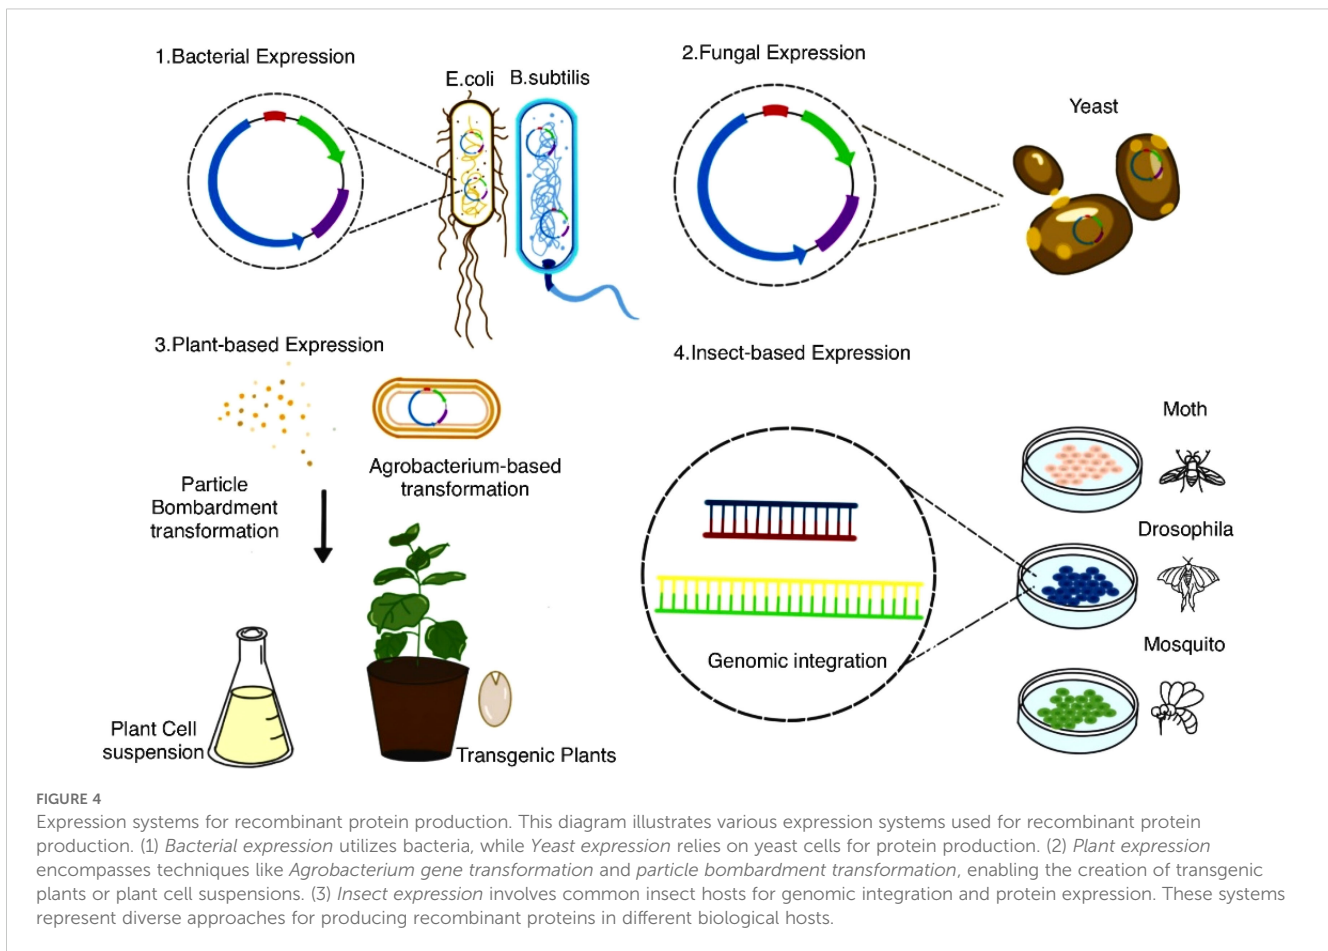 1.Bacterial Expression
E.coli
B.subtilis
2.Fungal Expression
Yeast
3.Plant-based Expression
Particle
Bombardment
transformation
Agrobacterium-based
transformation
Plant Cell
suspension
Transgenic Plants
4.Insect-based Expression
Genomic integration
Moth
Drosophila
Mosquito
FIGURE 4
Expression systems for recombinant protein production. This diagram illustrates various expression systems used for recombinant protein
production. (1) Bacterial expression utilizes bacteria, while Yeast expression relies on yeast cells for protein production. (2) Plant expression
encompasses techniques like Agrobacterium gene transformation and particle bombardment transformation, enabling the creation of transgenic
plants or plant cell suspensions. (3) Insect expression involves common insect hosts for genomic integration and protein expression. These systems
represent diverse approaches for producing recombinant proteins in different biological hosts.